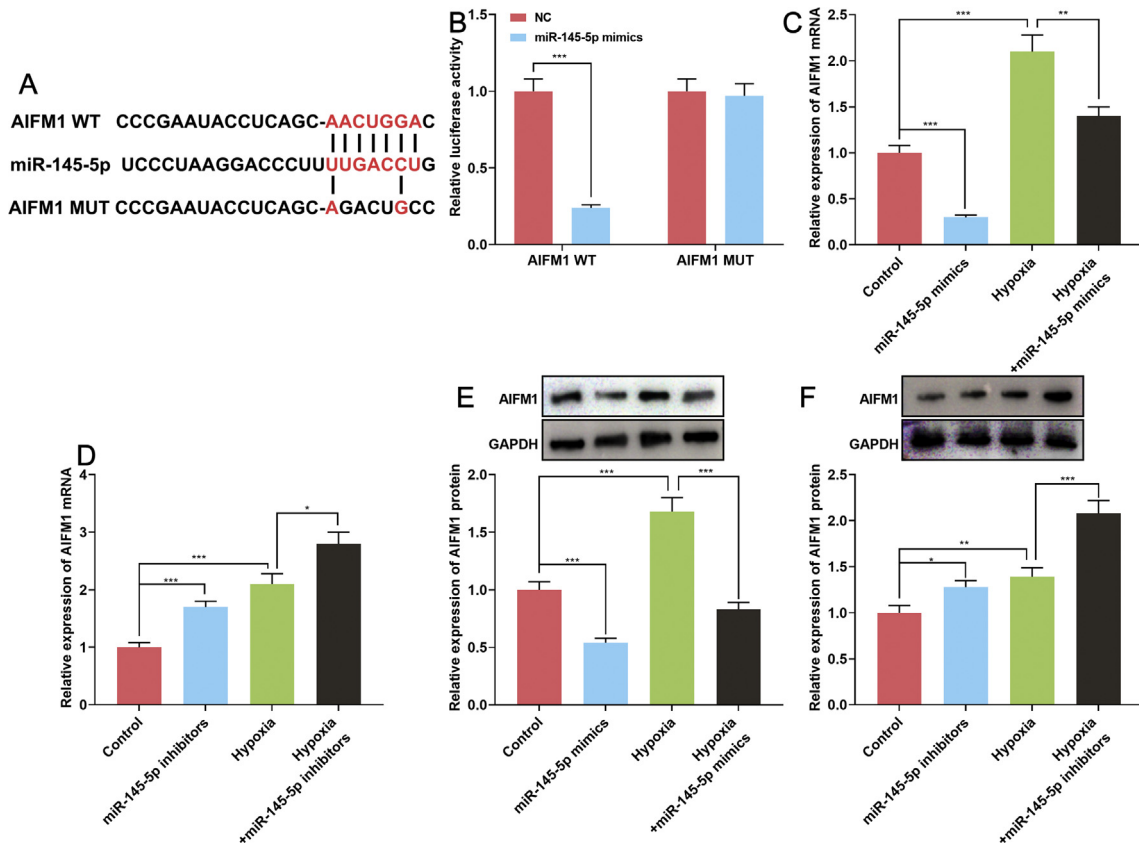 A
AIFM1 WT CCCGAAUACCUCAGC-AACUGGAC
miR-145-5p UCCCUAAGGACCCUUUUGACCUG
AIFM1 MUT CCCGAAUACCUCAGC-AGACUGCC
B
NC
miR-145-5p mimics
Relative luciferase activity
1.5
1.0
0.5
0.0
***
AIFM1 WT
AIFM1 MUT
C
Relative expression of AIFM1 mRNA
2.5
2.0
1.5
1.0
0.5
0.0
***
**
***
Control
miR-145-5p mimics
Hypoxia
Hypoxia
+miR-145-5p mimics
D
Relative expression of AIFM1 mRNA
4
3
2
1
0
*
***
***
Control
miR-145-5p inhibitors
Hypoxia
Hypoxia
+miR-145-5p inhibitors
E
AIFM1
GAPDH
Relative expression of AIFM1 protein
2.0
1.5
1.0
0.5
0.0
***
***
***
Control
miR-145-5p mimics
Hypoxia
Hypoxia
+miR-145-5p mimics
F
AIFM1
GAPDH
Relative expression of AIFM1 protein
2.5
2.0
1.5
1.0
0.5
0.0
***
**
*
Control
miR-145-5p inhibitors
Hypoxia
Hypoxia
+miR-145-5p inhibitors